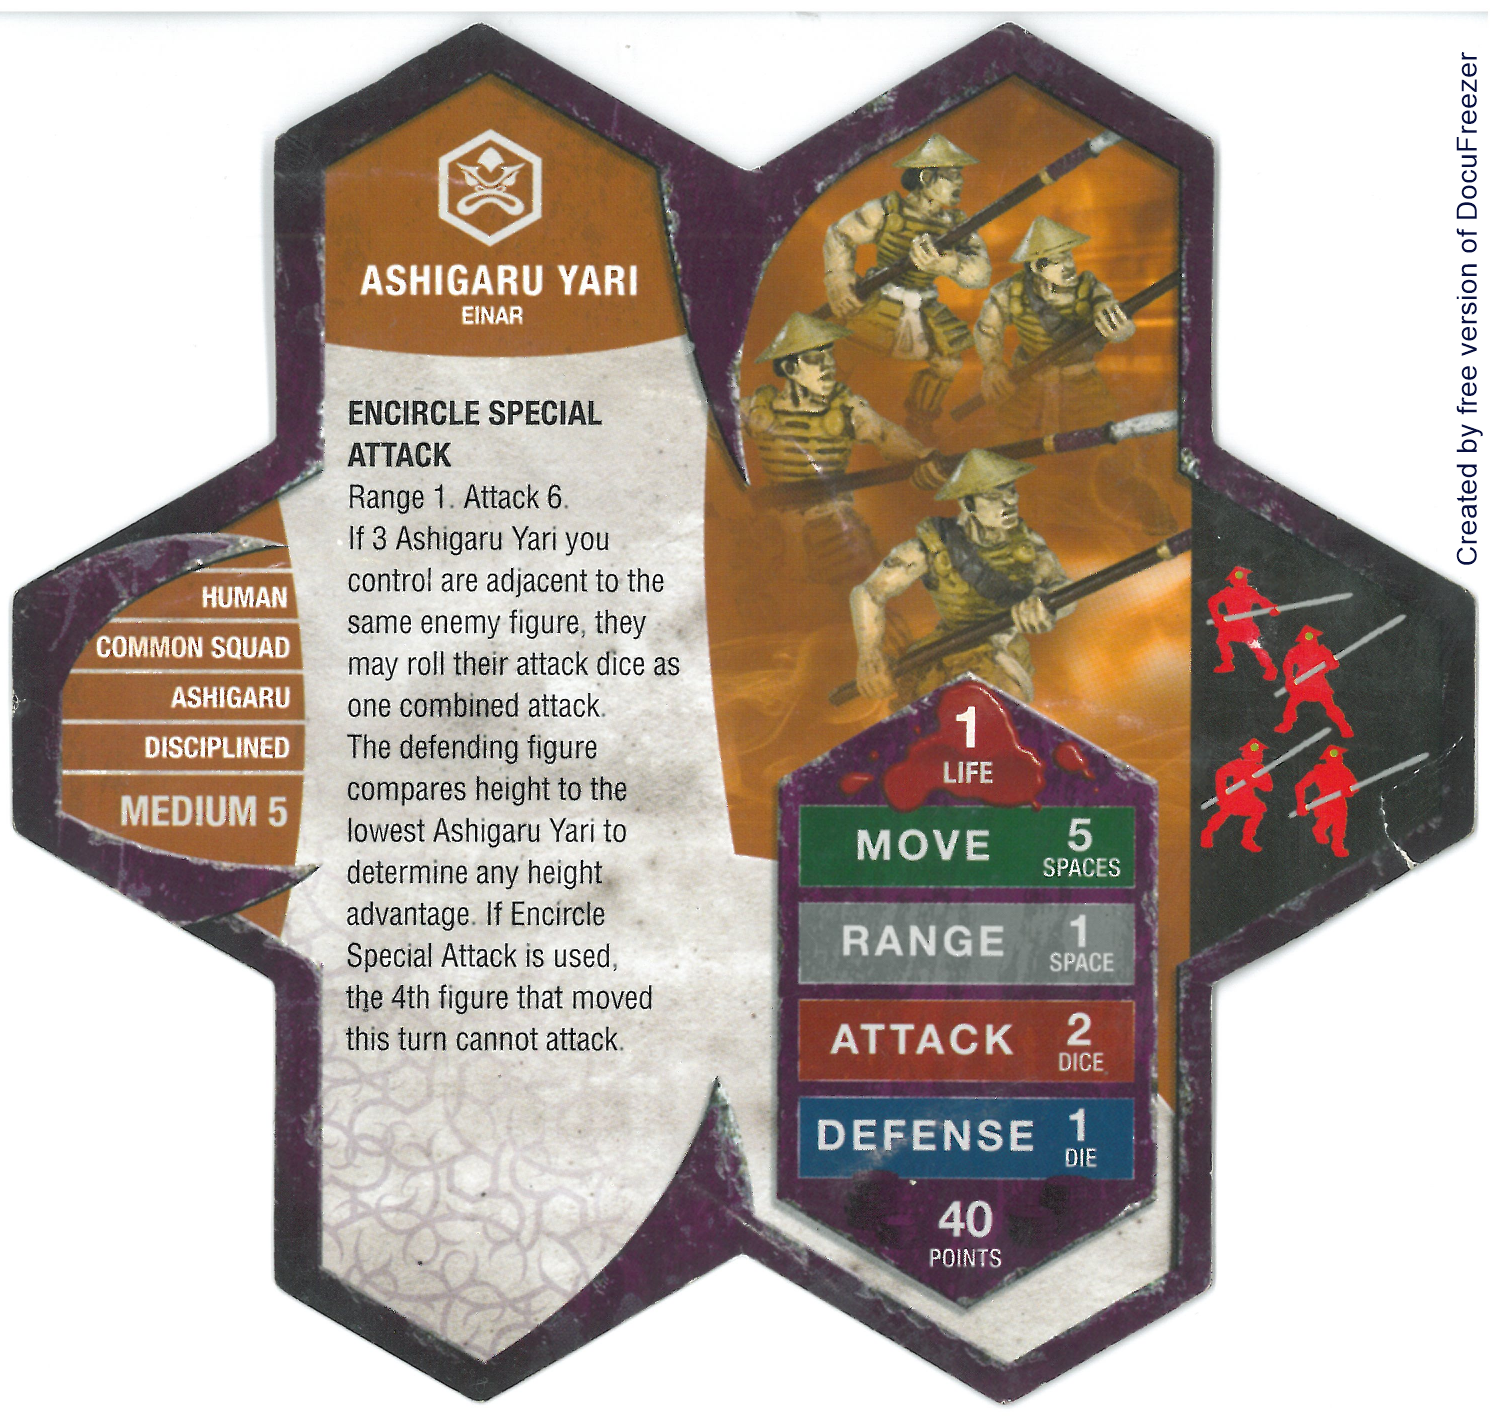 ASHIGARU YARI
EINAR
ENCIRCLE SPECIAL
ATTACK
Range 1. Attack 6.
If 3 Ashigaru Yari you
control are adjacent to the
same enemy figure, they
may roll their attack dice as
one combined attack.
The defending figure
compares height to the
lowest Ashigaru Yari to
determine any height
advantage. If Encircle
Special Attack is used,
the 4th figure that moved
this turn cannot attack.
HUMAN
COMMON SQUAD
ASHIGARU
DISCIPLINED
MEDIUM 5
1
LIFE
MOVE 5
SPACES
RANGE 1
SPACE
ATTACK 2
DICE
DEFENSE 1
DIE
40
POINTS
Created by free version of DocuFreezer